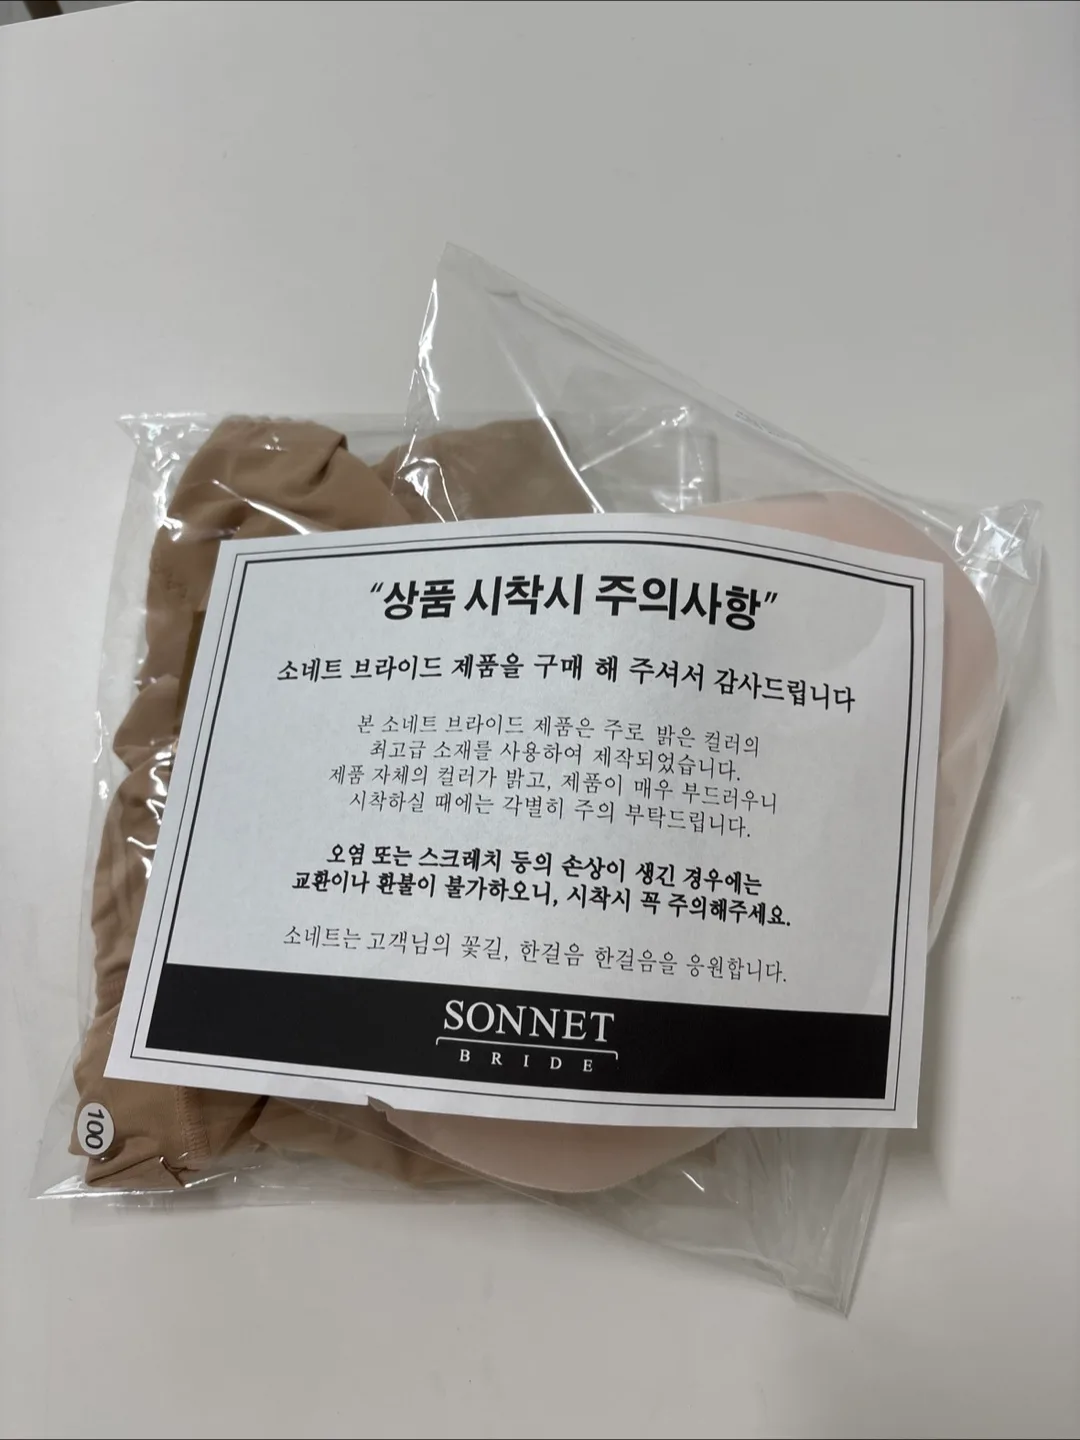 “상품 시착시 주의사항”
소네트 브라이드 제품을 구매 해 주셔서 감사드립니다
본 소네트 브라이드 제품은 주로 밝은 컬러의
최고급 소재를 사용하여 제작되었습니다.
제품 자체의 컬러가 밝고, 제품이 매우 부드러우니
시착하실 때에는 각별히 주의 부탁드립니다.
오염 또는 스크레치 등의 손상이 생긴 경우에는
교환이나 환불이 불가하오니, 시착시 꼭 주의해주세요.
소네트는 고객님의 꽃길, 한걸음 한걸음을 응원합니다.
SONNET
BRIDE
100